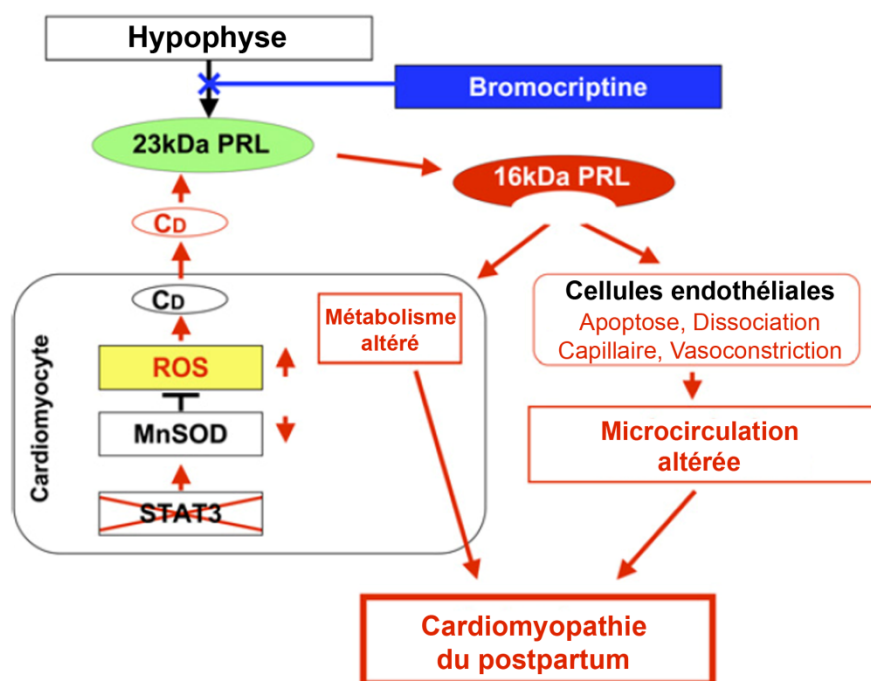 Hypophyse
Bromocriptine
23kDa PRL
16kDa PRL
CD
CD
Cardiomyocyte
ROS
MnSOD
STAT3
Métabolisme
altéré
Cellules endothéliales
Apoptose, Dissociation
Capillaire, Vasoconstriction
Microcirculation
altérée
Cardiomyopathie
du postpartum